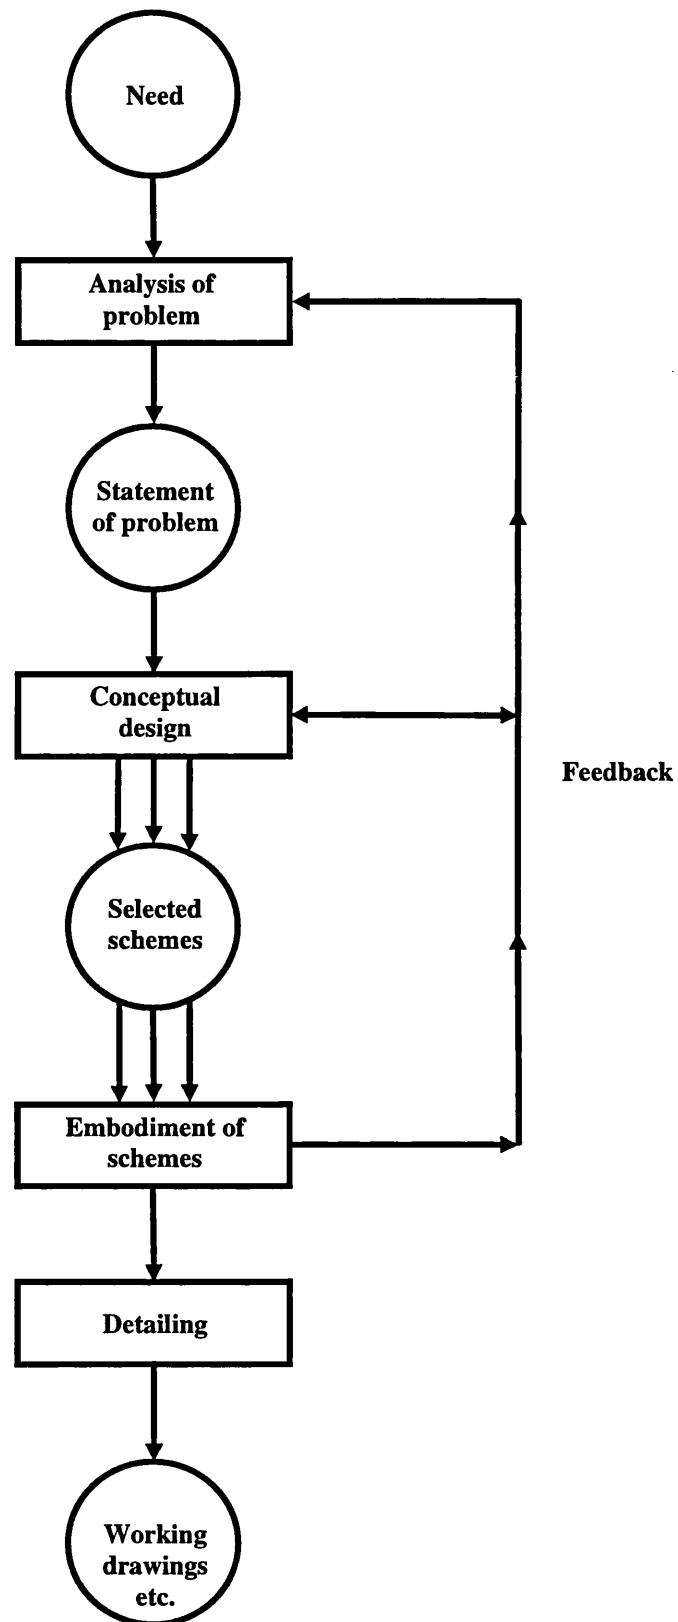 Need
Analysis of
problem
Statement
of problem
Conceptual
design
Feedback
Selected
schemes
Embodiment of
schemes
Detailing
Working
drawings
etc.